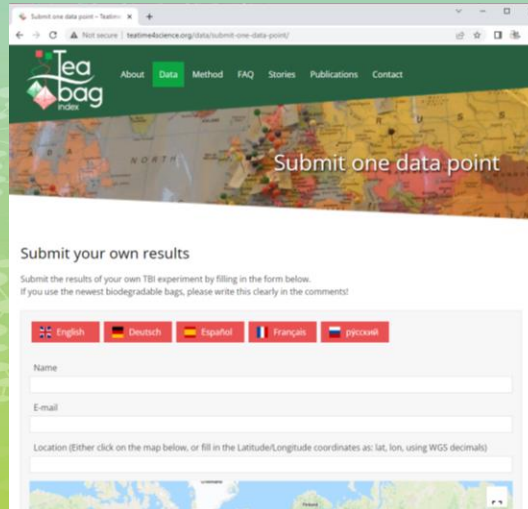 Submit one data point – Teatime
Not secure | teatime4science.org/data/submit-one-data-point/
Tea
bag
index
About Data Method FAQ Stories Publications Contact
NORTH
Submit one data point
Submit your own results
Submit the results of your own TBI experiment by filling in the form below.
If you use the newest biodegradable bags, please write this clearly in the comments!
English Deutsch Español Français русский
Name
E-mail
Location (Either click on the map below, or fill in the Latitude/Longitude coordinates as: lat, lon, using WGS decimals)